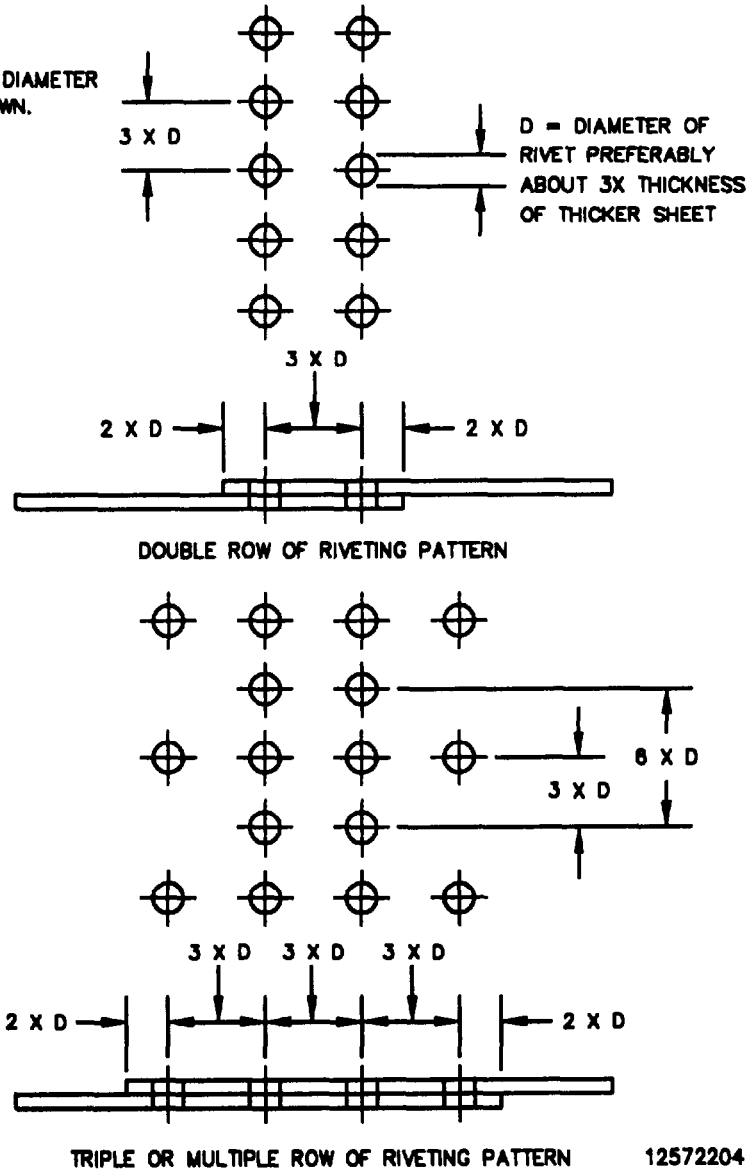 DIAMETER
WN.
3 X D
D = DIAMETER OF
RIVET PREFERABLY
ABOUT 3X THICKNESS
OF THICKER SHEET
3 X D
2 X D
2 X D
DOUBLE ROW OF RIVETING PATTERN
6 X D
3 X D
3 X D 3 X D 3 X D
2 X D
2 X D
TRIPLE OR MULTIPLE ROW OF RIVETING PATTERN 12572204